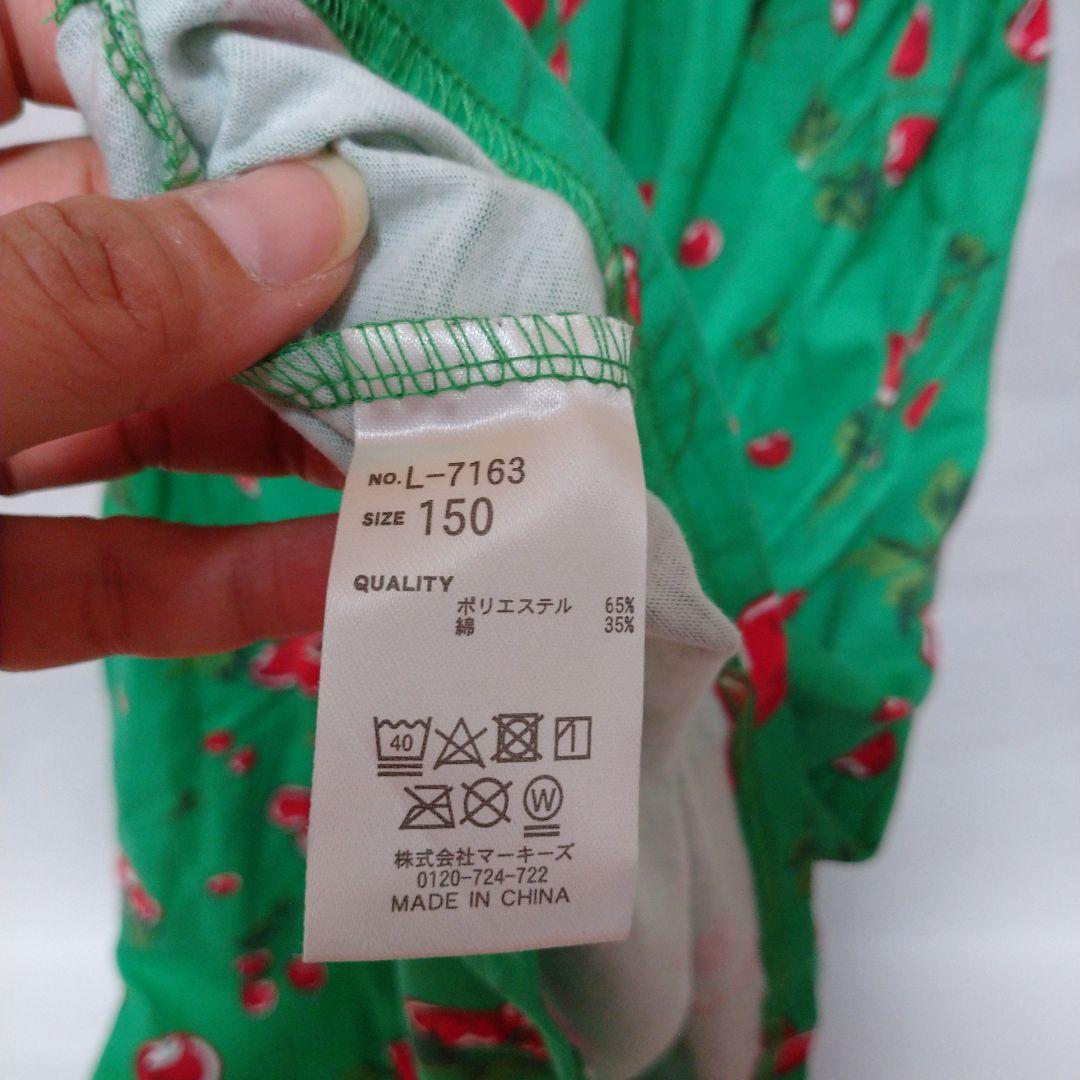 NO. L-7163
SIZE 150
QUALITY
ポリエステル 65%
綿 35%
40
W
株式会社マーキーズ
0120-724-722
MADE IN CHINA